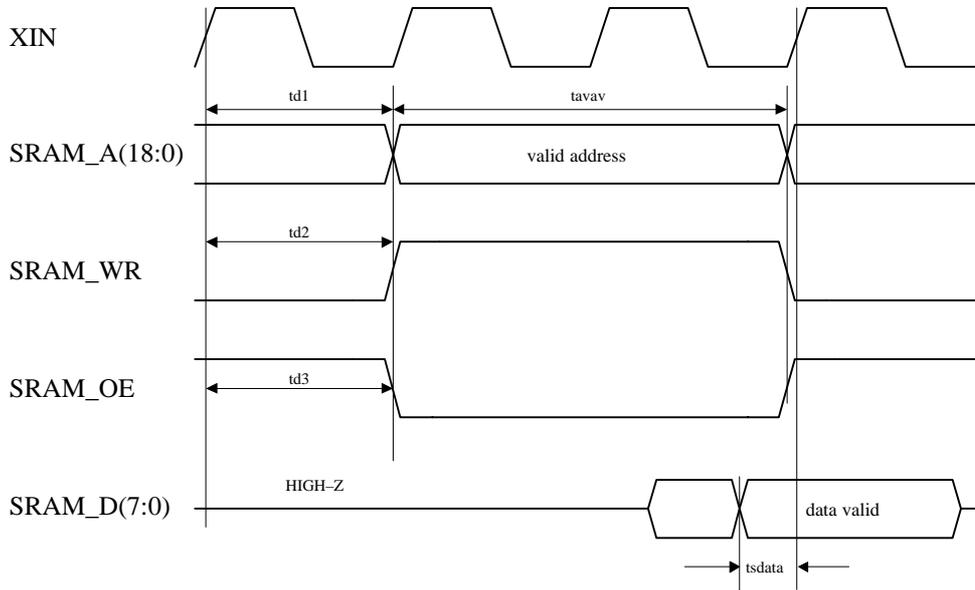 XIN
td1
tavav
SRAM_A(18:0)
valid address
td2
SRAM_WR
td3
SRAM_OE
HIGH–Z
SRAM_D(7:0)
data valid
tsdata